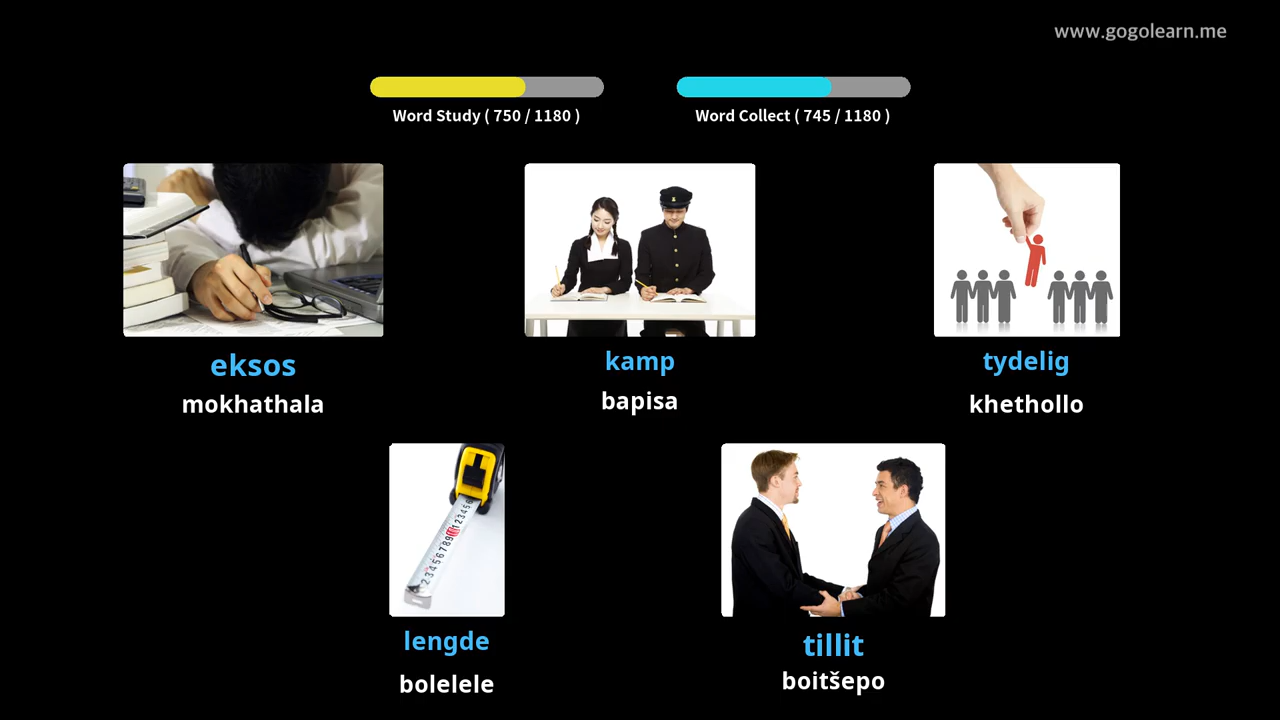 www.gogolearn.me
Word Study ( 750 / 1180 )
Word Collect ( 745 / 1180 )
eksos
mokhathala
kamp
bapisa
tydelig
khethollo
lengde
bolelele
tillit
boitšepo